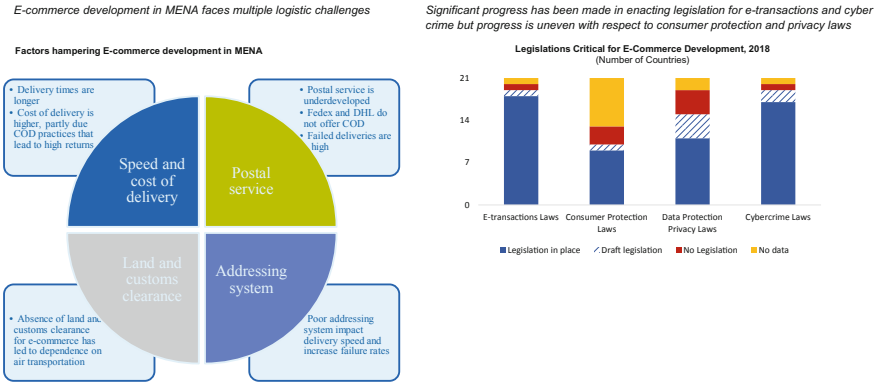 E-commerce development in MENA faces multiple logistic challenges
Factors hampering E-commerce development in MENA
• Delivery times are
longer
• Cost of delivery is
higher, partly due
COD practices that
lead to high returns
• Postal service is
underdeveloped
• Fedex and DHL do
not offer COD
• Failed deliveries are
high
Speed and
cost of
delivery
Postal
service
Land and
customs
clearance
Addressing
system
• Absence of land and
customs clearance
for e-commerce has
led to dependence on
air transportation
Poor addressing
system impact
delivery speed and
increase failure rates
Significant progress has been made in enacting legislation for e-transactions and cyber
crime but progress is uneven with respect to consumer protection and privacy laws
Legislations Critical for E-Commerce Development, 2018
(Number of Countries)
21
14
7
0
E-transactions Laws
Consumer Protection
Laws
Data Protection
Privacy Laws
Cybercrime Laws
Legislation in place
Draft legislation
No Legislation
No data